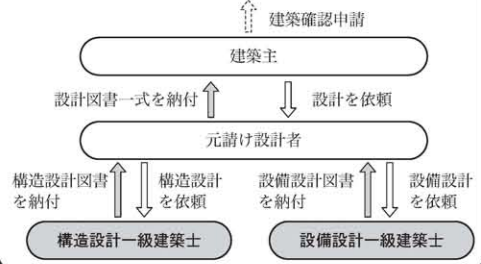 建築確認申請
建築主
設計図書一式を納付
設計を依頼
元請け設計者
構造設計図書
を納付
構造設計
を依頼
設備設計図書
を納付
設備設計
を依頼
構造設計一級建築士
設備設計一級建築士